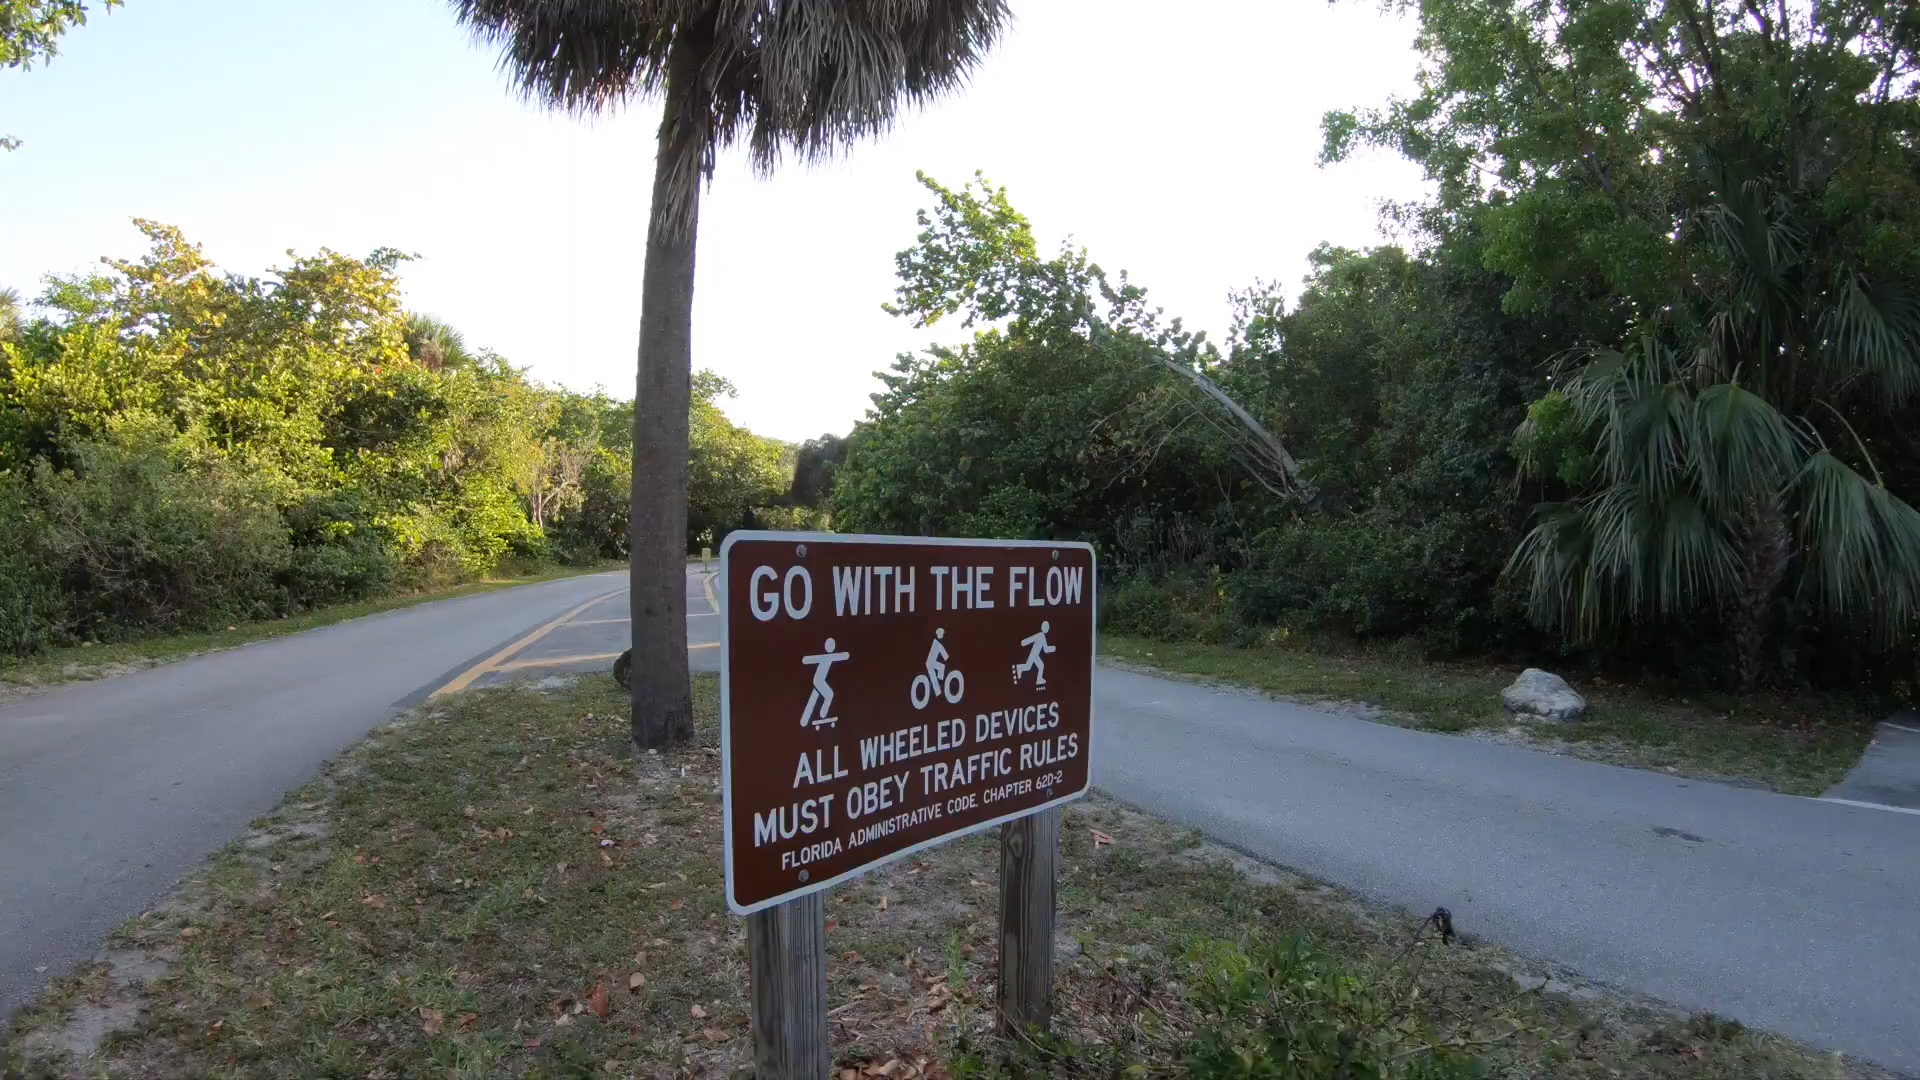 GO WITH THE FLOW
ALL WHEELED DEVICES
MUST OBEY TRAFFIC RULES
FLORIDA ADMINISTRATIVE CODE, CHAPTER 62D-2